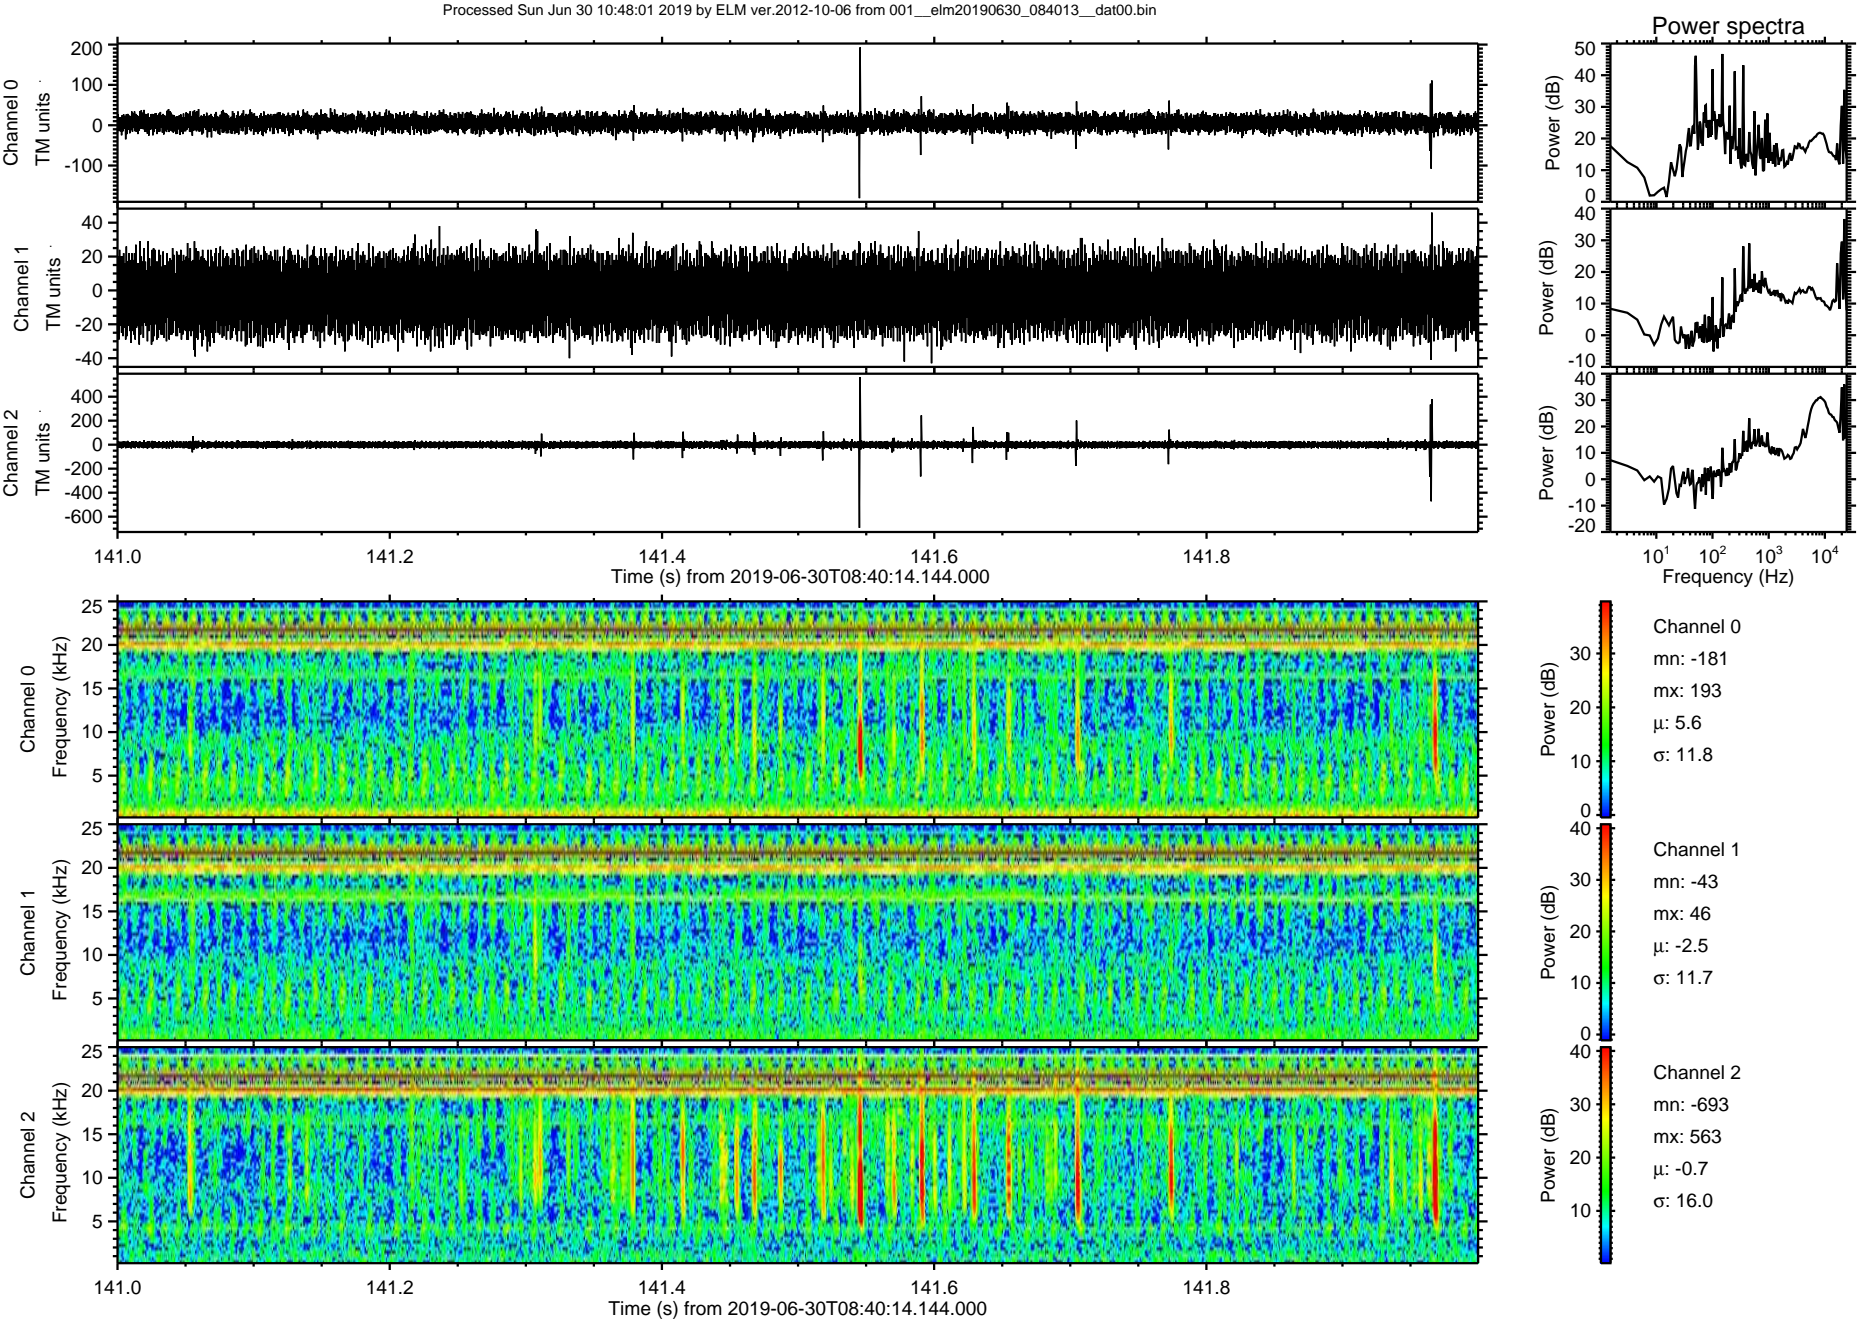 Processed Sun Jun 30 10:48:01 2019 by ELM ver.2012-10-06 from 001__elm20190630_084013__dat00.bin
Power spectra
Channel 0
TM units
200
100
0
-100
Power (dB)
50
40
30
20
10
0
Channel 1
TM units
40
20
0
-20
-40
Power (dB)
40
30
20
10
0
-10
Channel 2
TM units
400
200
0
-200
-400
-600
Power (dB)
40
30
20
10
0
-10
-20
141.0 141.2 141.4 141.6 141.8
Time (s) from 2019-06-30T08:40:14.144.000
10^1 10^2 10^3 10^4
Frequency (Hz)
Channel 0
Frequency (kHz)
25
20
15
10
5
Power (dB)
30
20
10
0
Channel 0
mn: -181
mx: 193
μ: 5.6
σ: 11.8
Channel 1
Frequency (kHz)
25
20
15
10
5
Power (dB)
40
30
20
10
0
Channel 1
mn: -43
mx: 46
μ: -2.5
σ: 11.7
Channel 2
Frequency (kHz)
25
20
15
10
5
Power (dB)
40
30
20
10
Channel 2
mn: -693
mx: 563
μ: -0.7
σ: 16.0
141.0 141.2 141.4 141.6 141.8
Time (s) from 2019-06-30T08:40:14.144.000